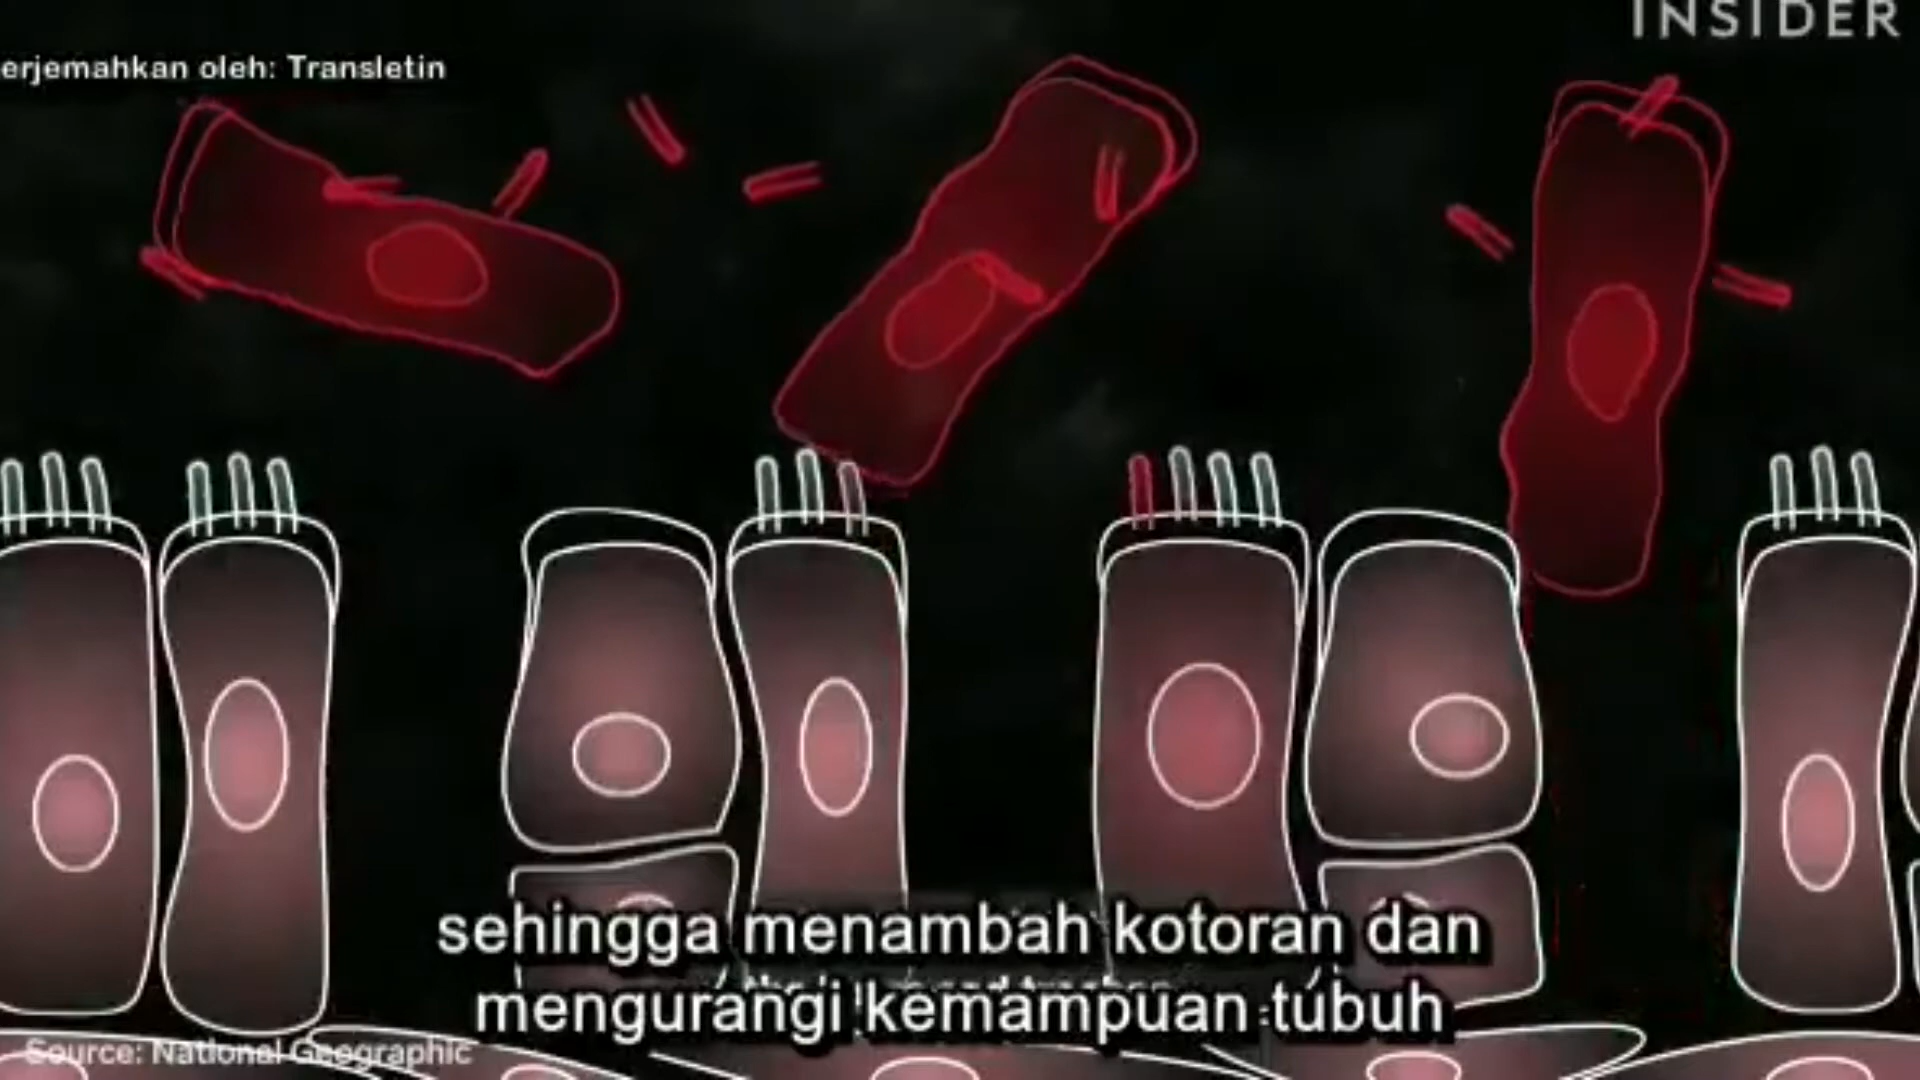 INSIDER
erjemahkan oleh: Transletin
sehingga menambah kotoran dan
mengurangi kemampuan tubuh
Source: National Geographic